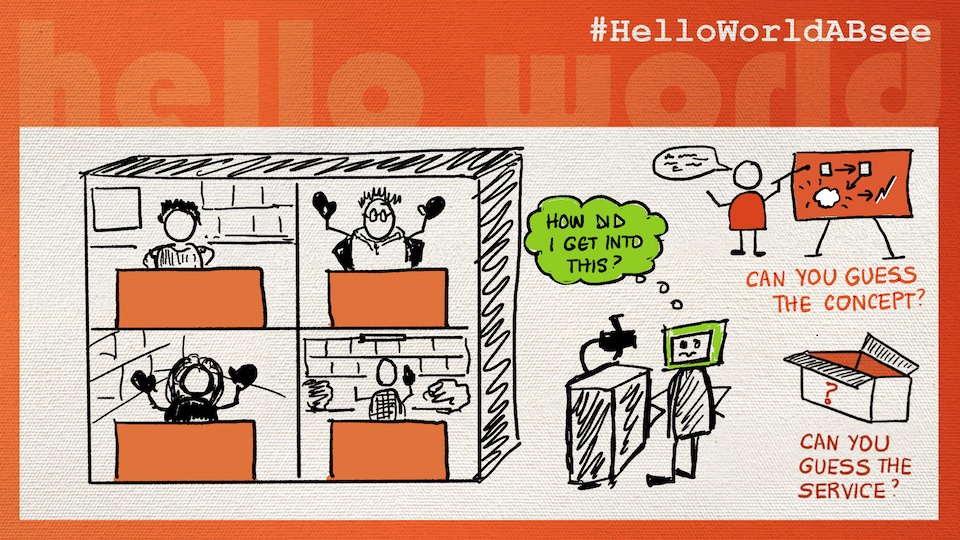 #HelloWorldABsee
hello world
HOW DID
I GET INTO
THIS?
CAN YOU GUESS
THE CONCEPT?
?
CAN YOU
GUESS THE
SERVICE?